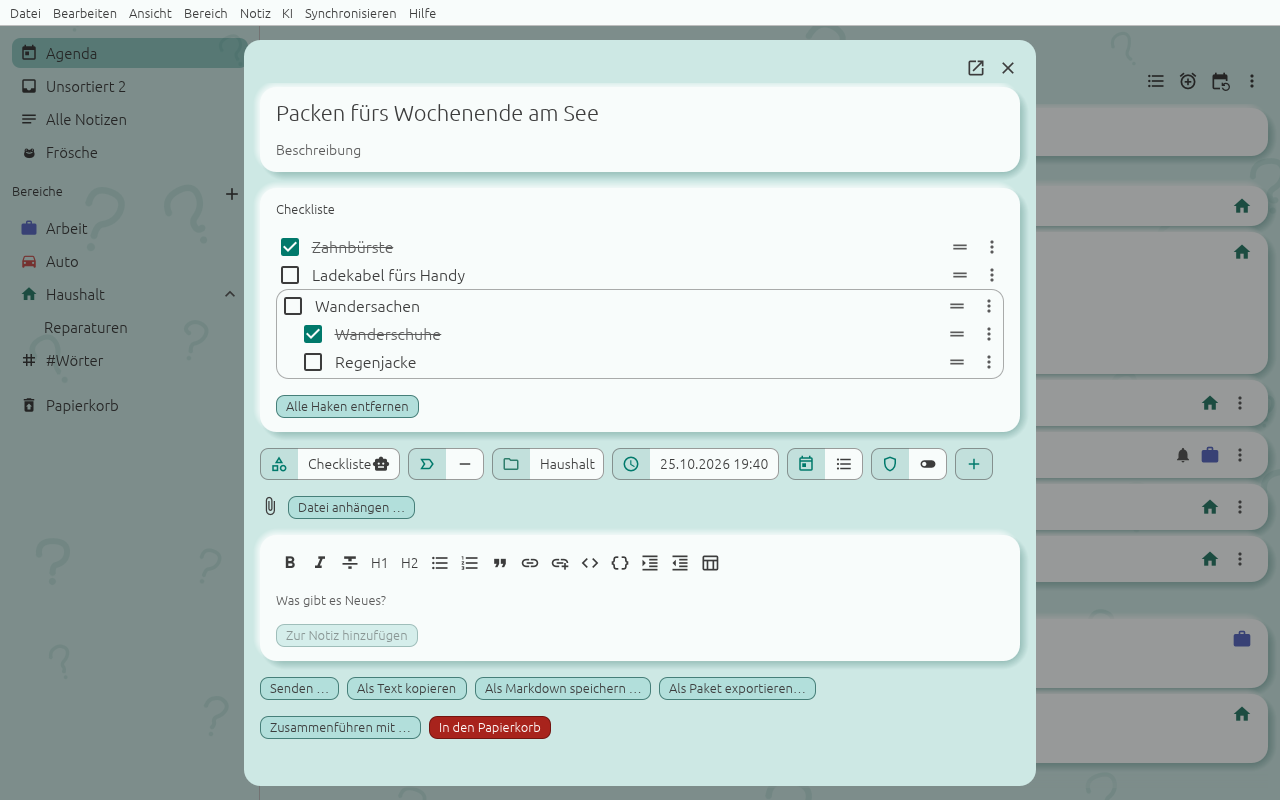 Datei Bearbeiten Ansicht Bereich Notiz KI Synchronisieren Hilfe
Agenda
Unsortiert 2
Alle Notizen
Frösche
Bereiche
Arbeit
Auto
Haushalt
Reparaturen
#Wörter
Papierkorb
Packen fürs Wochenende am See
Beschreibung
Checkliste
Zahnbürste
Ladekabel fürs Handy
Wandersachen
Wanderschuhe
Regenjacke
Alle Haken entfernen
Checkliste Haushalt 25.10.2026 19:40
Datei anhängen …
H1 H2
Was gibt es Neues?
Zur Notiz hinzufügen
Senden … Als Text kopieren Als Markdown speichern … Als Paket exportieren…
Zusammenführen mit … In den Papierkorb